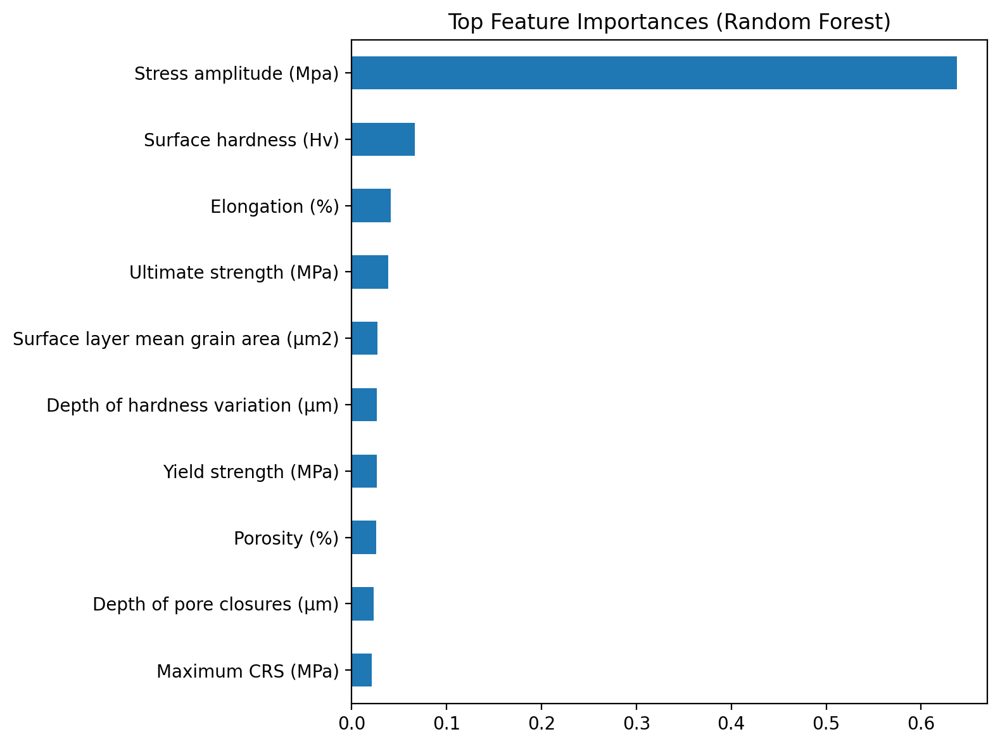 Top Feature Importances (Random Forest)
Stress amplitude (Mpa)
Surface hardness (Hv)
Elongation (%)
Ultimate strength (MPa)
Surface layer mean grain area (µm2)
Depth of hardness variation (µm)
Yield strength (MPa)
Porosity (%)
Depth of pore closures (µm)
Maximum CRS (MPa)
0.0 0.1 0.2 0.3 0.4 0.5 0.6